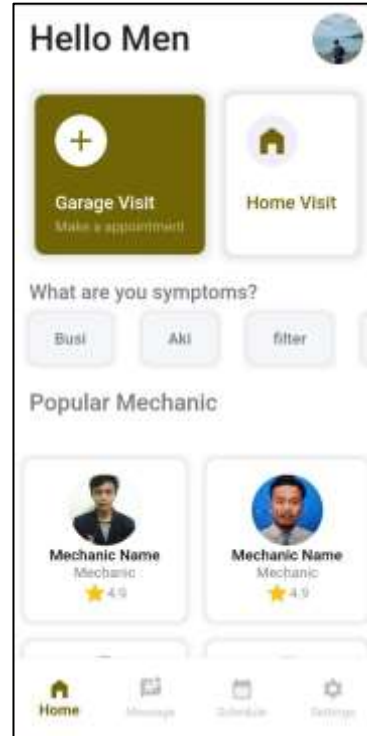 Hello Men
Garage Visit
Make a appointment
Home Visit
What are you symptoms?
Busi
Aki
filter
Popular Mechanic
Mechanic Name
Mechanic
4.9
Mechanic Name
Mechanic
4.9
Home
Message
Schedule
Settings